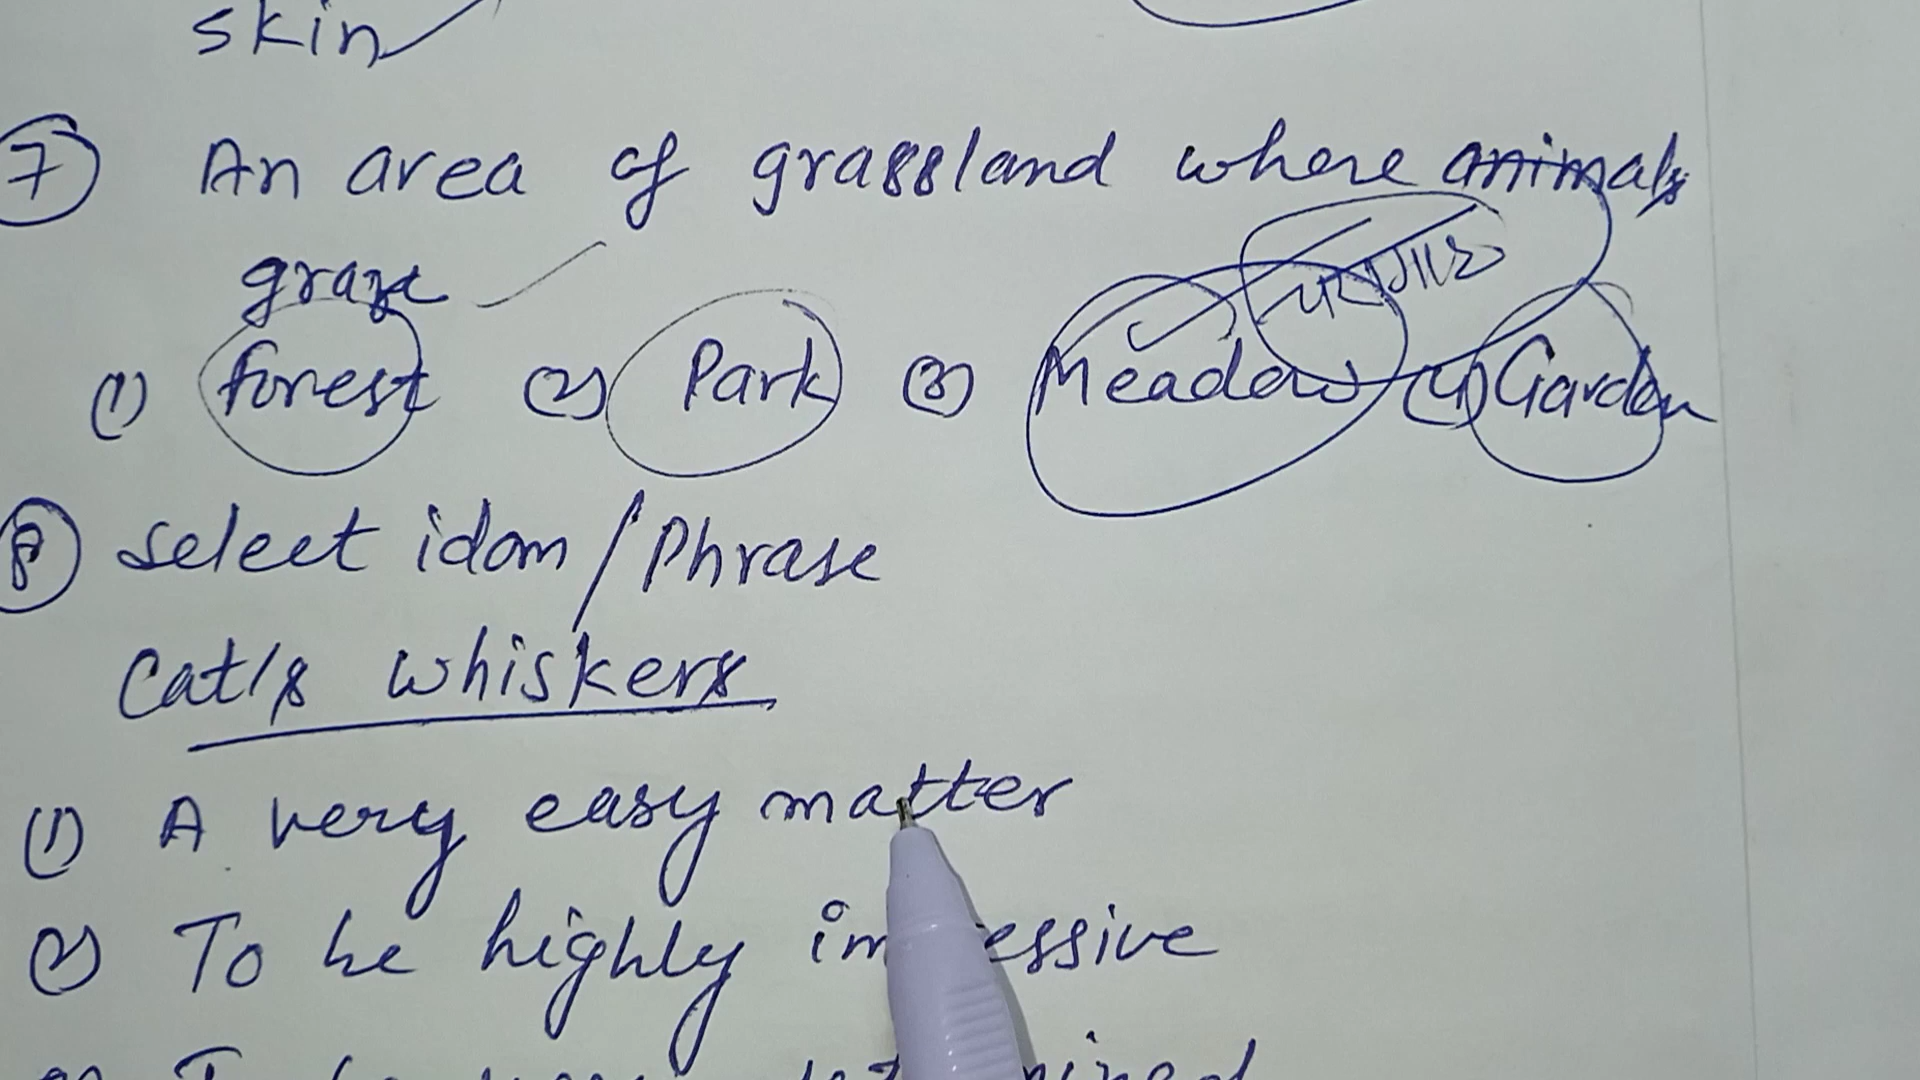 skin
7 An area of grassland where animals
graze
(1) forest (2) Park (3) Meadow (4) Garden
8 select idom / Phrase
Cat's whiskers
(1) A very easy matter
(2) To be highly